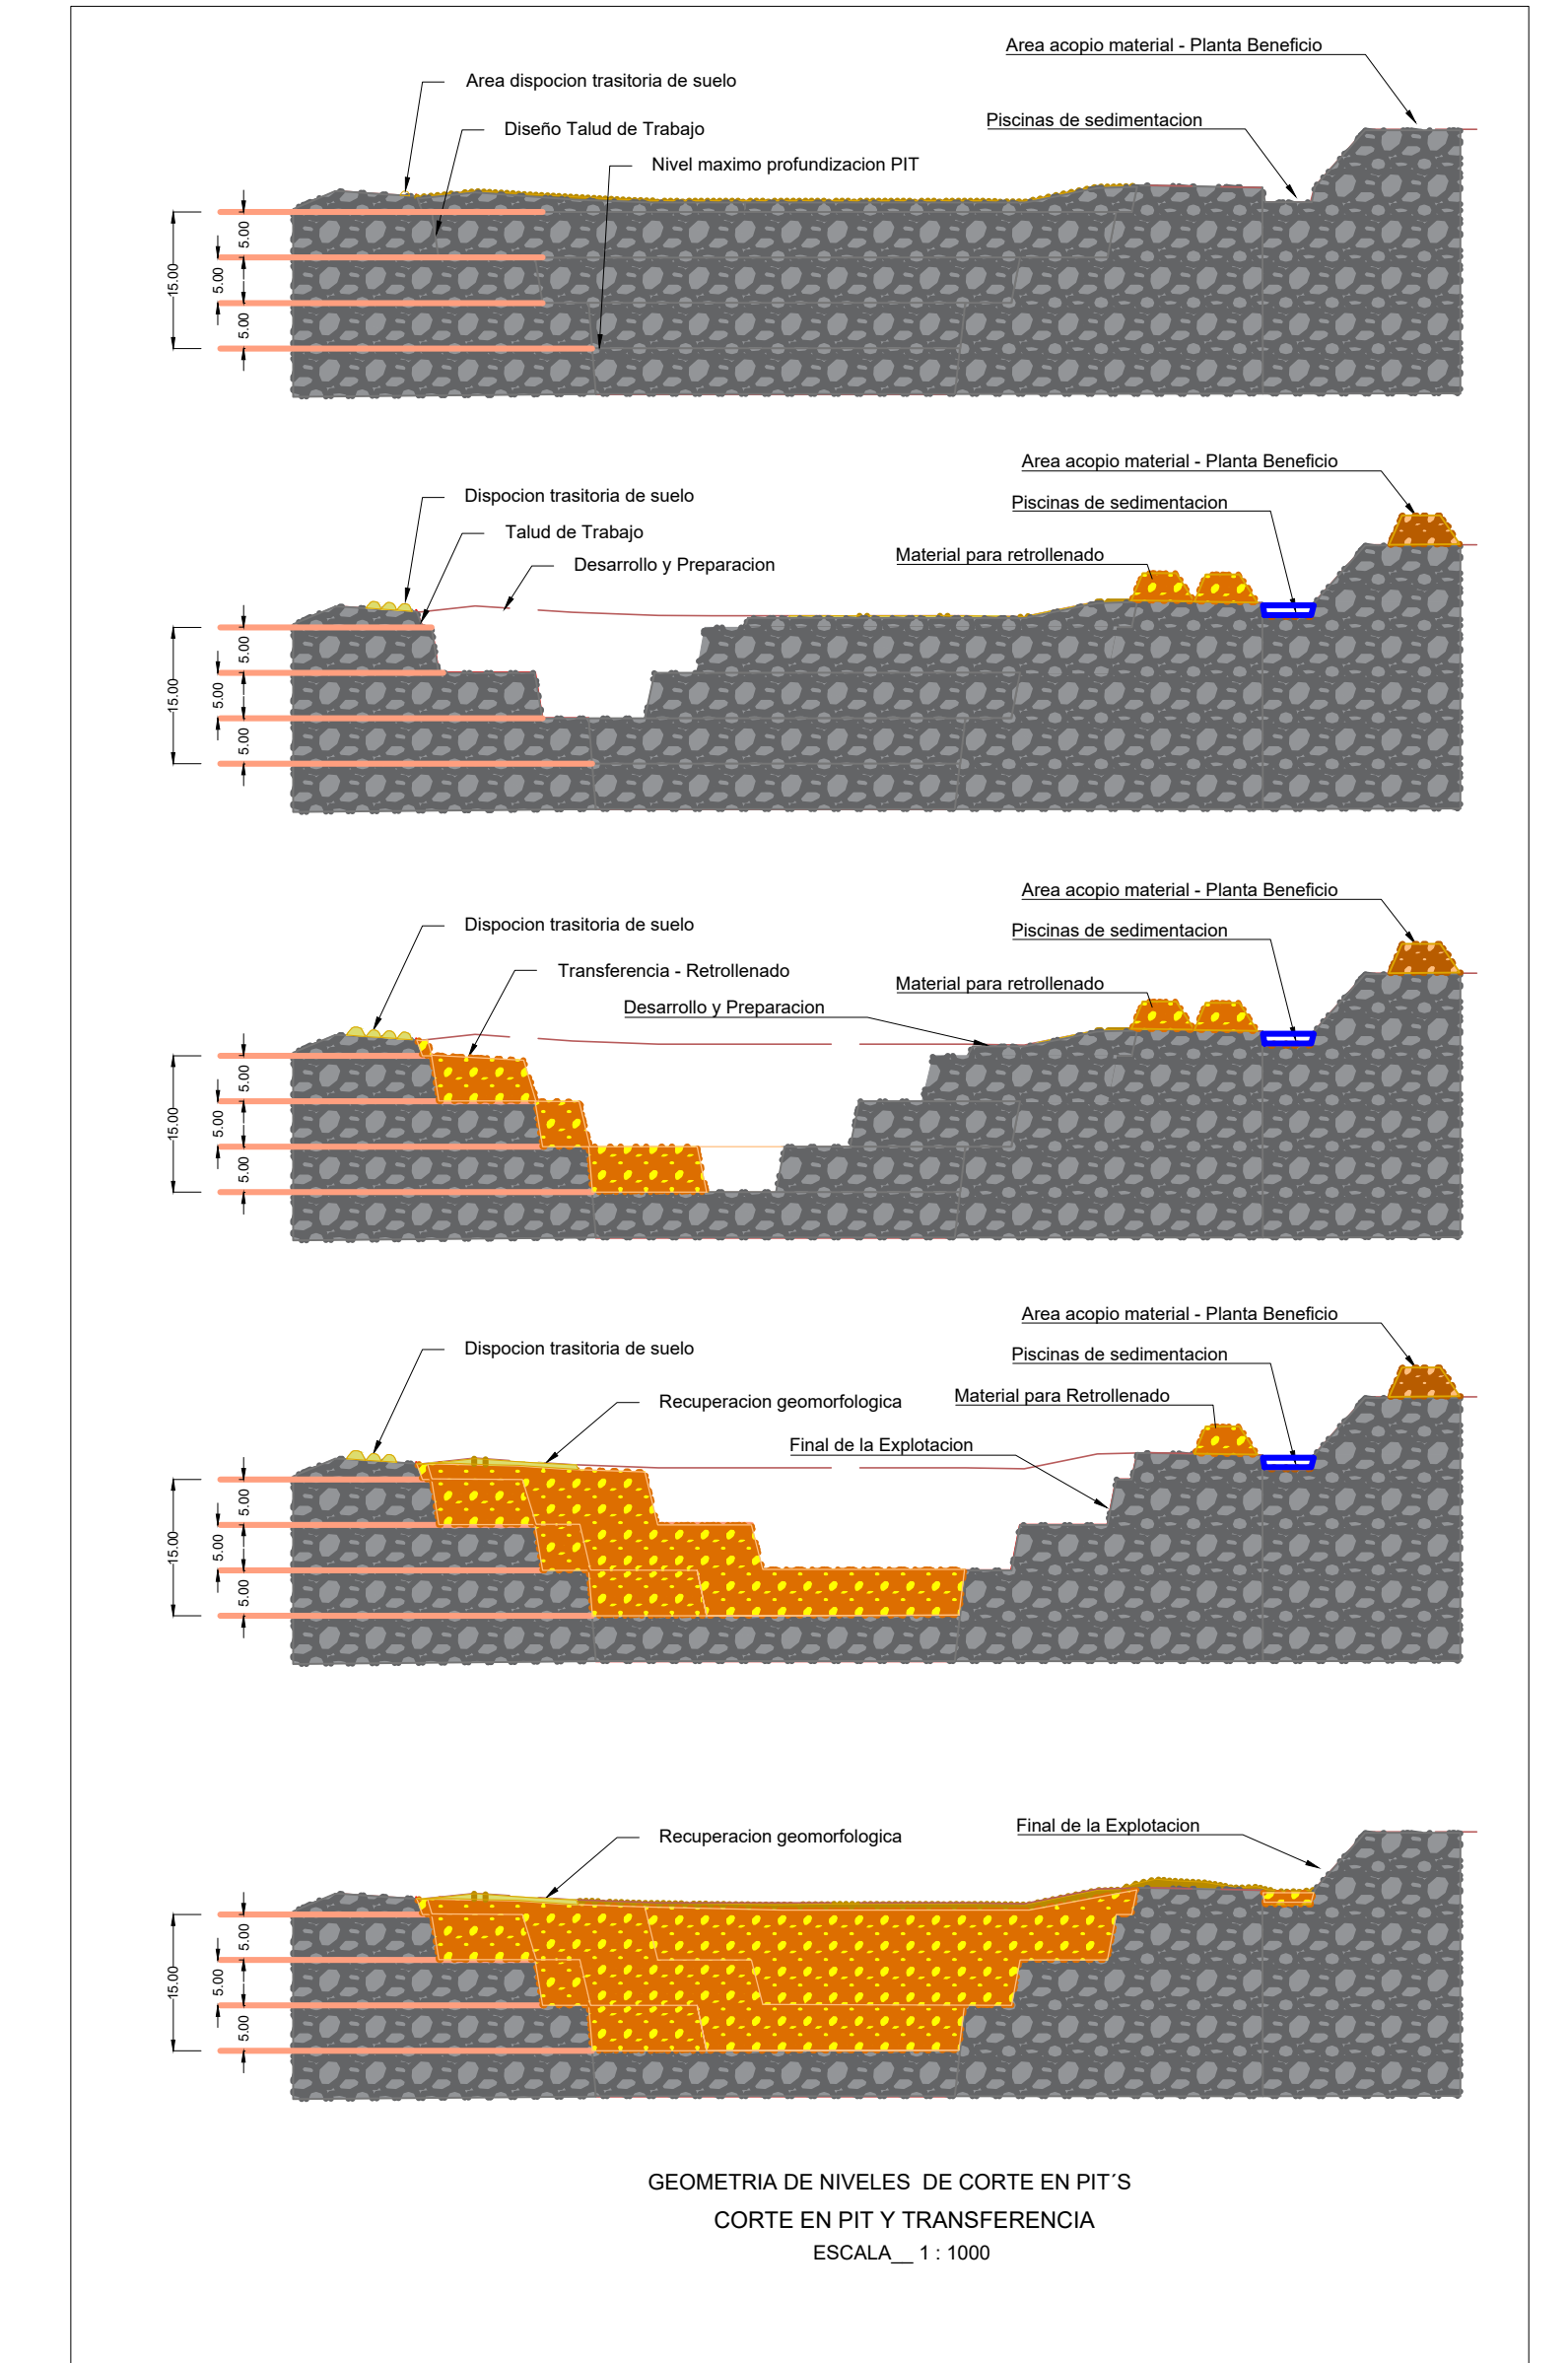 Area acopio material - Planta Beneficio
Area dispocion trasitoria de suelo
Piscinas de sedimentacion
Diseño Talud de Trabajo
Nivel maximo profundizacion PIT
15.00
5.00
5.00
5.00
Area acopio material - Planta Beneficio
Dispocion trasitoria de suelo
Piscinas de sedimentacion
Talud de Trabajo
Material para retrollenado
Desarrollo y Preparacion
15.00
5.00
5.00
5.00
Area acopio material - Planta Beneficio
Dispocion trasitoria de suelo
Piscinas de sedimentacion
Transferencia - Retrollenado
Material para retrollenado
Desarrollo y Preparacion
15.00
5.00
5.00
5.00
Area acopio material - Planta Beneficio
Dispocion trasitoria de suelo
Piscinas de sedimentacion
Recuperacion geomorfologica
Material para Retrollenado
Final de la Explotacion
15.00
5.00
5.00
5.00
Final de la Explotacion
Recuperacion geomorfologica
15.00
5.00
5.00
5.00
GEOMETRIA DE NIVELES DE CORTE EN PIT´S
CORTE EN PIT Y TRANSFERENCIA
ESCALA__ 1 : 1000